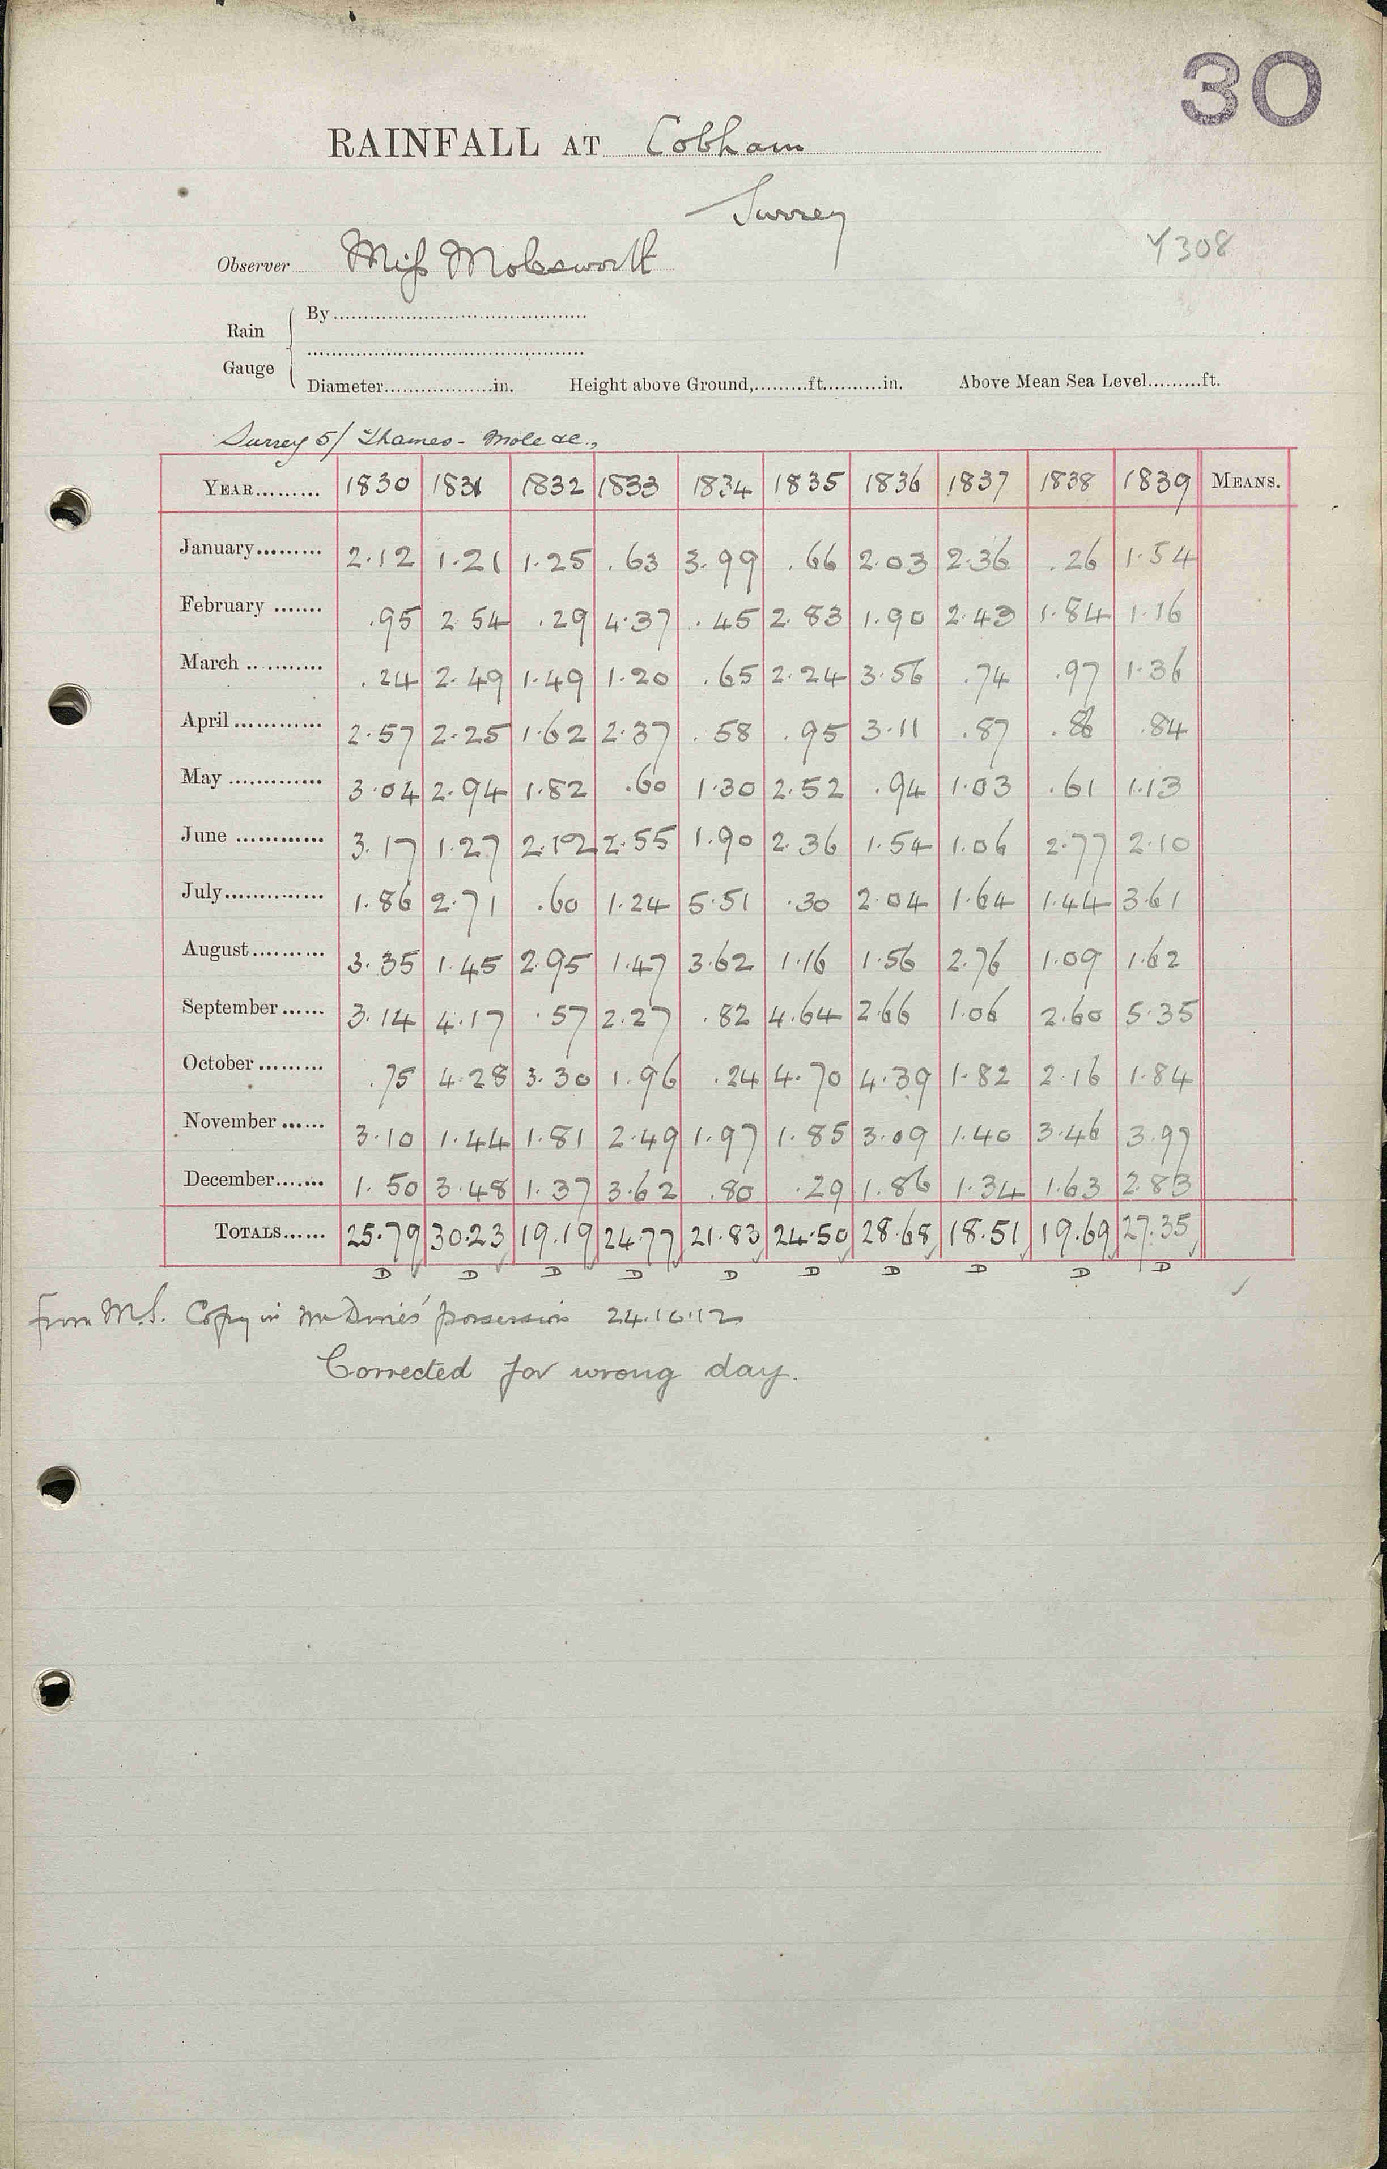 30
RAINFALL AT Cobham
Surrey
Observer Miss Molesworth
Y308
Rain Gauge
By
Diameter in. Height above Ground, ft. in. Above Mean Sea Level ft.
Surrey 5/ Thames - Mole &c.,
YEAR 1830 1831 1832 1833 1834 1835 1836 1837 1838 1839 MEANS.
January 2.12 1.21 1.25 .63 3.99 .66 2.03 2.36 .26 1.54
February .95 2.54 .29 4.37 .45 2.83 1.90 2.43 1.84 1.16
March .24 2.49 1.49 1.20 .65 2.24 3.56 .74 .97 1.36
April 2.57 2.25 1.62 2.37 .58 .95 3.11 .87 .86 .84
May 3.04 2.94 1.82 .60 1.30 2.52 .94 1.03 .61 1.13
June 3.17 1.27 2.12 2.55 1.90 2.36 1.54 1.06 2.77 2.10
July 1.86 2.71 .60 1.24 5.51 .30 2.04 1.64 1.44 3.61
August 3.35 1.45 2.95 1.47 3.62 1.16 1.56 2.76 1.09 1.62
September 3.14 4.17 .57 2.27 .82 4.64 2.66 1.06 2.60 5.35
October .75 4.28 3.30 1.96 .24 4.70 4.39 1.82 2.16 1.84
November 3.10 1.44 1.81 2.49 1.97 1.85 3.09 1.40 3.46 3.97
December 1.50 3.48 1.37 3.62 .80 .29 1.86 1.34 1.63 2.83
TOTALS 25.79 30.23 19.19 24.77 21.83 24.50 28.68 18.51 19.69 27.35
D D D D D D D D D D
from M.S. Copy in Mr Dines' possession 24.10.12
Corrected for wrong day.